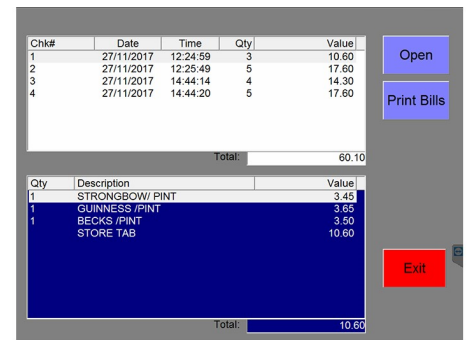 Chk# Date Time Qty Value
1 27/11/2017 12:24:59 3 10.60
2 27/11/2017 12:25:49 5 17.60
3 27/11/2017 14:44:14 4 14.30
4 27/11/2017 14:44:20 5 17.60
Total: 60.10
Open
Print Bills
Qty Description Value
1 STRONGBOW/ PINT 3.45
1 GUINNESS /PINT 3.65
1 BECKS /PINT 3.50
STORE TAB 10.60
Total: 10.60
Exit